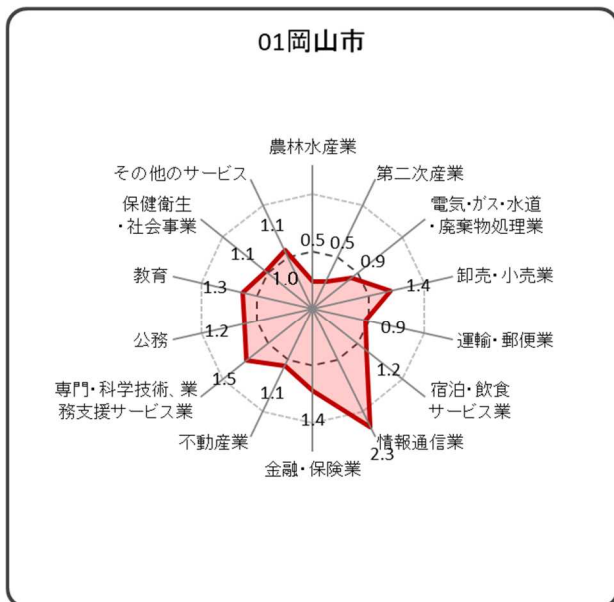 01岡山市
農林水産業
その他のサービス
第二次産業
保健衛生
・社会事業
電気・ガス・水道
・廃棄物処理業
1.1
0.5
0.5
0.9
1.1
1.0
教育
1.3
1.4
卸売・小売業
公務
1.2
0.9
運輸・郵便業
専門・科学技術、業
務支援サービス業
1.5
1.2
宿泊・飲食
サービス業
不動産業
1.1
1.4
情報通信業
2.3
金融・保険業